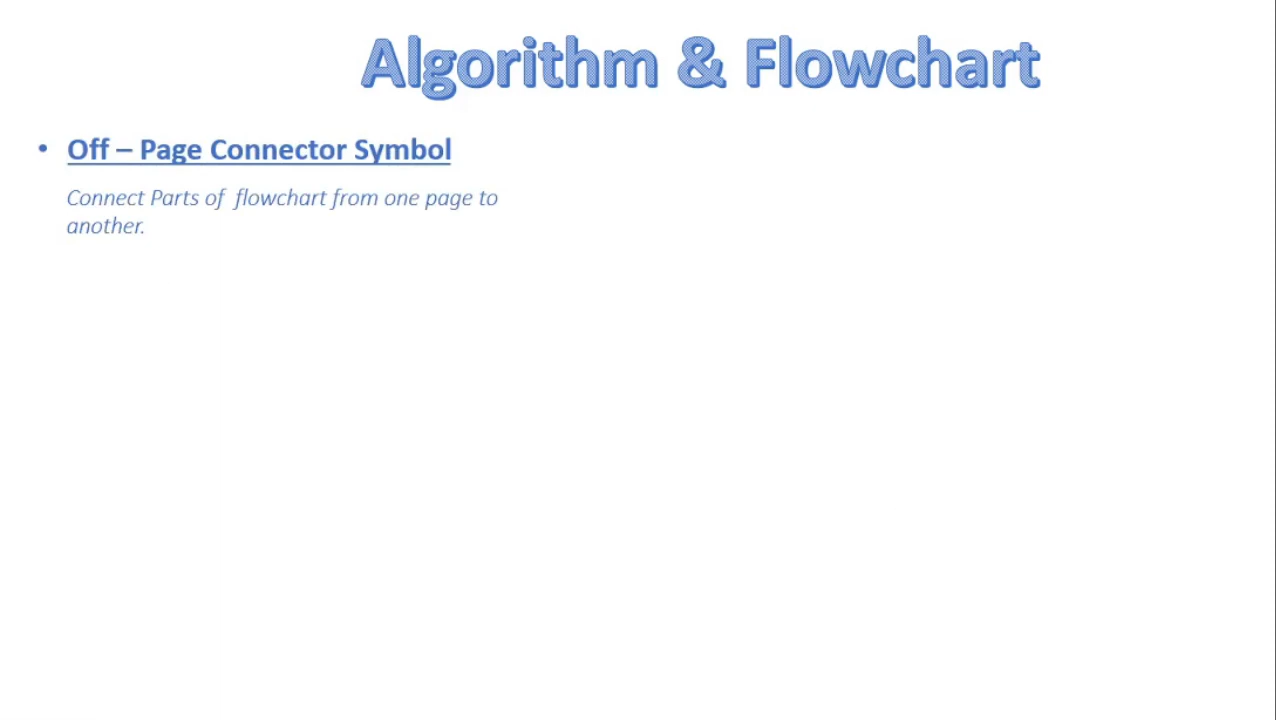 Algorithm & Flowchart
• Off – Page Connector Symbol
Connect Parts of flowchart from one page to
another.